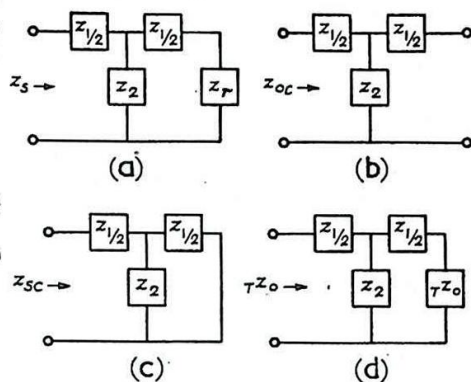 z1/2 z1/2 z1/2 z1/2
zS → z2 zr zOC → z2
(a) (b)
z1/2 z1/2 z1/2 z1/2
zSC → z2 Tz0 → z2 Tz0
(c) (d)